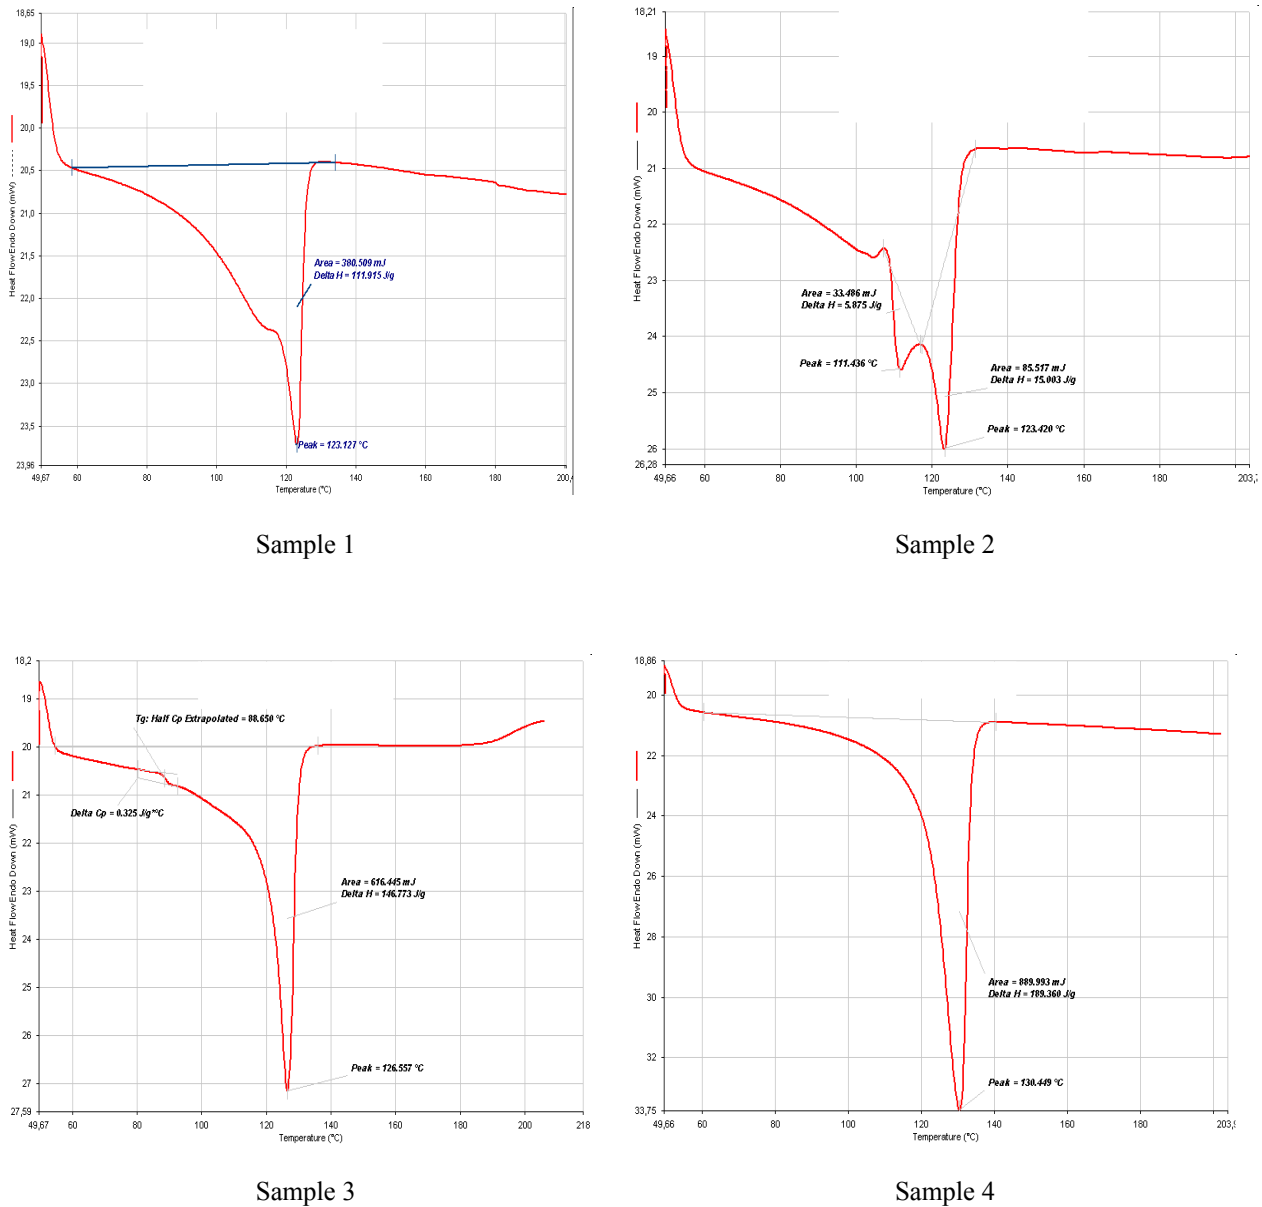 18,65
19,0
19,5
20,0
20,5
21,0
21,5
22,0
22,5
23,0
23,5
23,96
Heat Flow Endo Down (mW)
Area = 380.509 mJ
Delta H = 111.915 J/g
Peak = 123.127 °C
49,67
60
80
100
120
140
160
180
Temperature (°C)
Sample 1
18,21
19
20
21
22
23
24
25
26
26,28
Heat Flow Endo Down (mW)
Area = 33.486 mJ
Delta H = 5.875 J/g
Peak = 111.436 °C
Area = 85.517 mJ
Delta H = 15.003 J/g
Peak = 123.420 °C
49,66
60
80
100
120
140
160
180
Temperature (°C)
Sample 2
18,2
19
20
21
22
23
24
25
26
27
27,59
Heat Flow Endo Down (mW)
Tg: Half Cp Extrapolated = 88.650 °C
Delta Cp = 0.325 J/g*°C
Area = 616.445 mJ
Delta H = 146.773 J/g
Peak = 126.557 °C
49,67
60
80
100
120
140
160
180
200
218
Temperature (°C)
Sample 3
18,86
20
22
24
26
28
30
32
33,75
Heat Flow Endo Down (mW)
Area = 889.993 mJ
Delta H = 189.360 J/g
Peak = 130.449 °C
49,66
60
80
100
120
140
160
180
Temperature (°C)
Sample 4